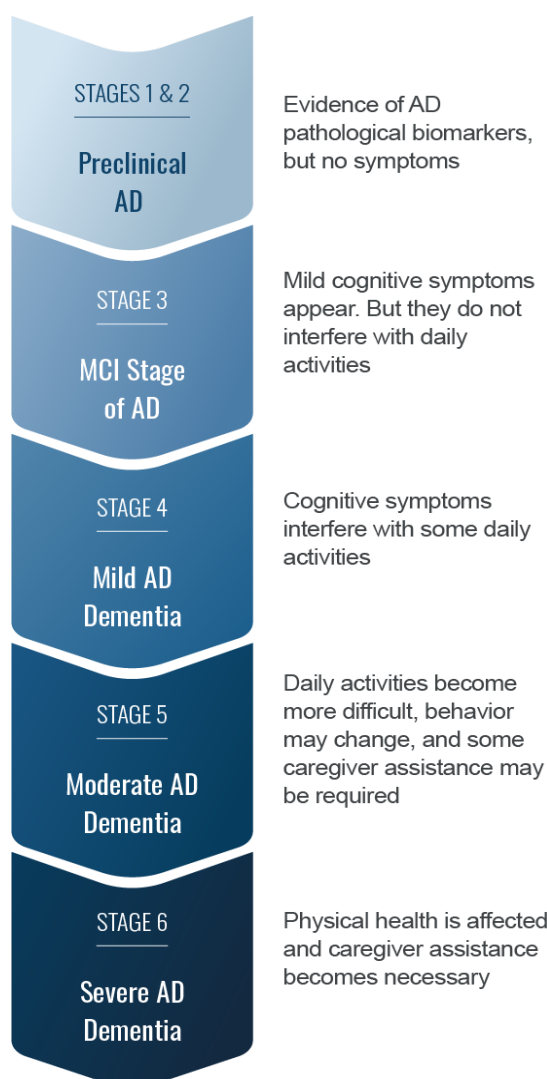 STAGES 1 & 2
Preclinical
AD
Evidence of AD
pathological biomarkers,
but no symptoms
STAGE 3
MCI Stage
of AD
Mild cognitive symptoms
appear. But they do not
interfere with daily
activities
STAGE 4
Mild AD
Dementia
Cognitive symptoms
interfere with some daily
activities
STAGE 5
Moderate AD
Dementia
Daily activities become
more difficult, behavior
may change, and some
caregiver assistance may
be required
STAGE 6
Severe AD
Dementia
Physical health is affected
and caregiver assistance
becomes necessary